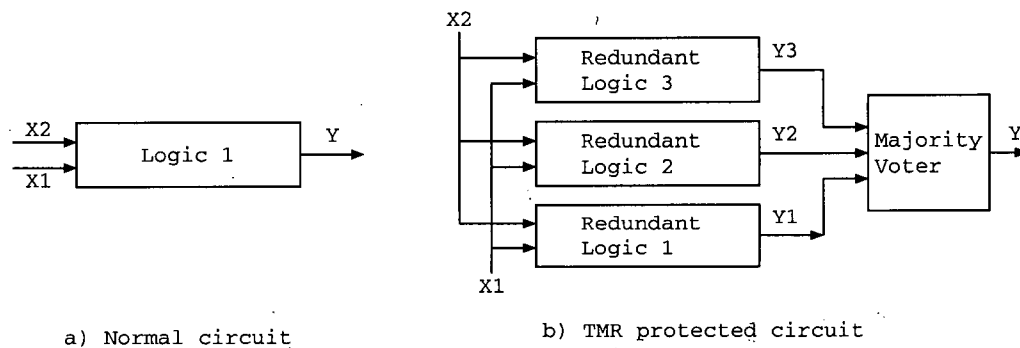 X2
X1
Logic 1
Y
a) Normal circuit
X2
Redundant
Logic 3
Y3
Redundant
Logic 2
Y2
Redundant
Logic 1
Y1
X1
Majority
Voter
Y
b) TMR protected circuit